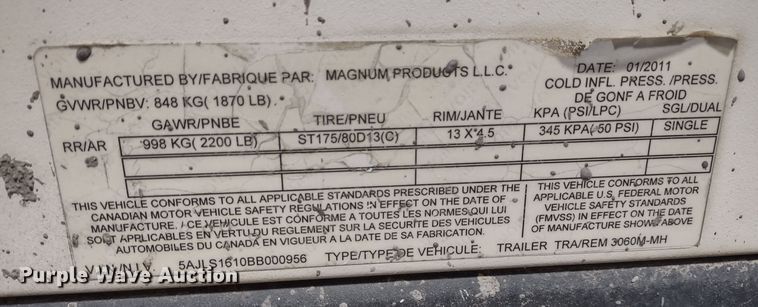 MANUFACTURED BY/FABRIQUE PAR: MAGNUM PRODUCTS L.L.C. DATE: 01/2011
GVWR/PNBV: 848 KG( 1870 LB) COLD INFL. PRESS. /PRESS.
DE GONF A FROID
GAWR/PNBE TIRE/PNEU RIM/JANTE KPA (PSI/LPC) SGL/DUAL
RR/AR 998 KG( 2200 LB) ST175/80D13(C) 13 X 4.5 345 KPA( 50 PSI) SINGLE
THIS VEHICLE CONFORMS TO ALL APPLICABLE STANDARDS PRESCRIBED UNDER THE
CANADIAN MOTOR VEHICLE SAFETY REGULATIONS IN EFFECT ON THE DATE OF
MANUFACTURE. / CE VEHICULE EST CONFORME A TOUTES LES NORMES QUI LUI
SONT APPLICABLES EN VERTU DU REGLEMENT SUR LA SECURITE DES VEHICULES
AUTOMOBILES DU CANADA EN VIGUEUR A LA DATE DE SA FABRICATION.
THIS VEHICLE CONFORMS TO ALL
APPLICABLE U.S. FEDERAL MOTOR
VEHICLE SAFETY STANDARDS
(FMVSS) IN EFFECT ON THE DATE
OF MANUFACTURE SHOWN ABOVE
V.I.N./N.I.V. 5AJLS1610BB000956 TYPE/TYPE DE VEHICULE: TRAILER TRA/REM 3060M-MH
Purple Wave Auction